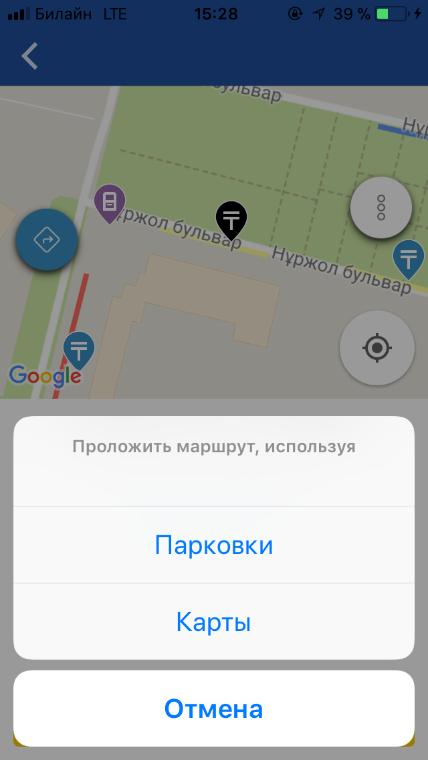 Билайн LTE 15:28 39 %
бульвар
Нұр
Нұржол бульвар
Нұржол бульвар
Google
Проложить маршрут, используя
Парковки
Карты
Отмена